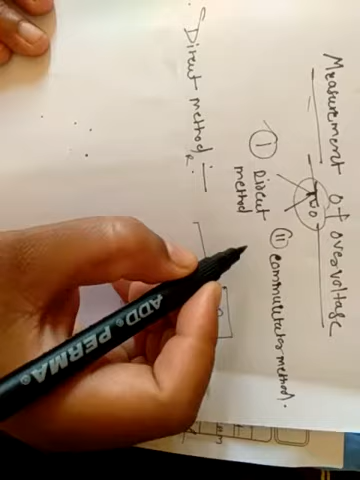 Measurement of overvoltage
Two
(i) Direct method
(ii) commutator method.
Direct method :—
ADD PERMA